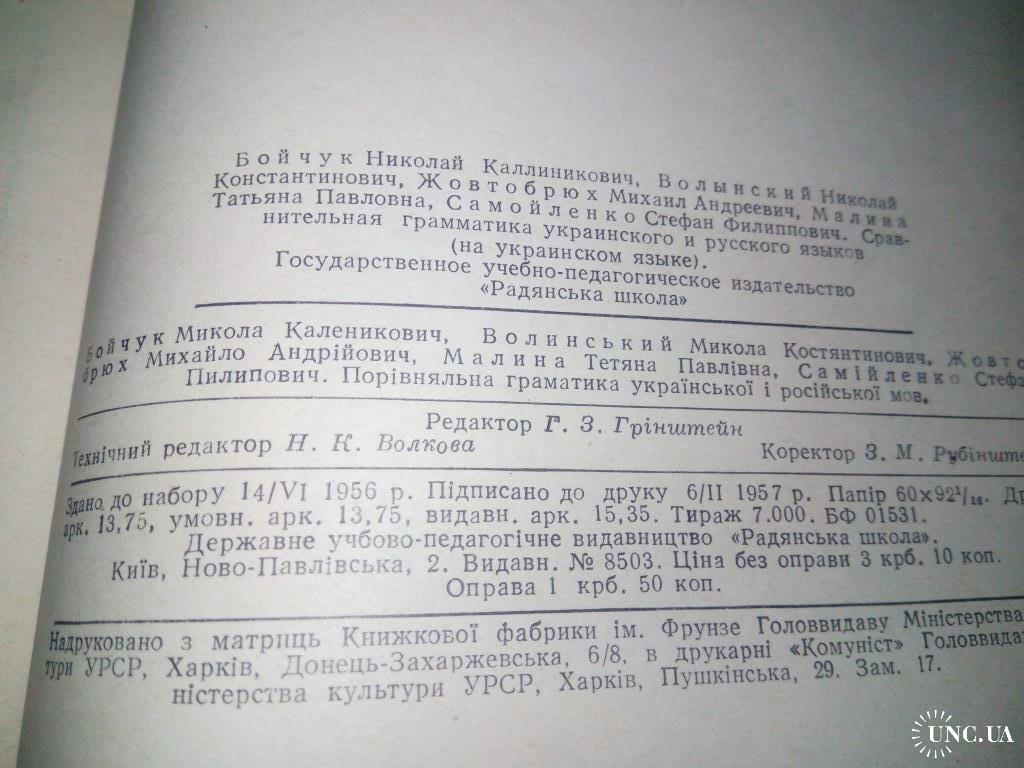 Бойчук Николай Каллиникович, Волынский Николай
Константинович, Жовтобрюх Михаил Андреевич, Малина
Татьяна Павловна, Самойленко Стефан Филиппович. Срав-
нительная грамматика украинского и русского языков
(на украинском языке).
Государственное учебно-педагогическое издательство
«Радянська школа»
Бойчук Микола Каленикович, Волинський Микола Костянтинович, Жовто
брюх Михайло Андрійович, Малина Тетяна Павлівна, Самійленко Стефа
Пилипович. Порівняльна граматика української і російської мов.
Редактор Г. З. Грінштейн
Технічний редактор Н. К. Волкова Коректор З. М. Рубінште
Здано до набору 14/VI 1956 р. Підписано до друку 6/II 1957 р. Папір 60×92¹/₁₆. Др
арк. 13,75, умовн. арк. 13,75, видавн. арк. 15,35. Тираж 7.000. БФ 01531.
Державне учбово-педагогічне видавництво «Радянська школа».
Київ, Ново-Павлівська, 2. Видавн. № 8503. Ціна без оправи 3 крб. 10 коп.
Оправа 1 крб. 50 коп.
Надруковано з матриць Книжкової фабрики ім. Фрунзе Головвидаву Міністерства
тури УРСР, Харків, Донець-Захаржевська, 6/8, в друкарні «Комуніст» Головвида
ністерства культури УРСР, Харків, Пушкінська, 29. Зам. 17.
UNC.UA